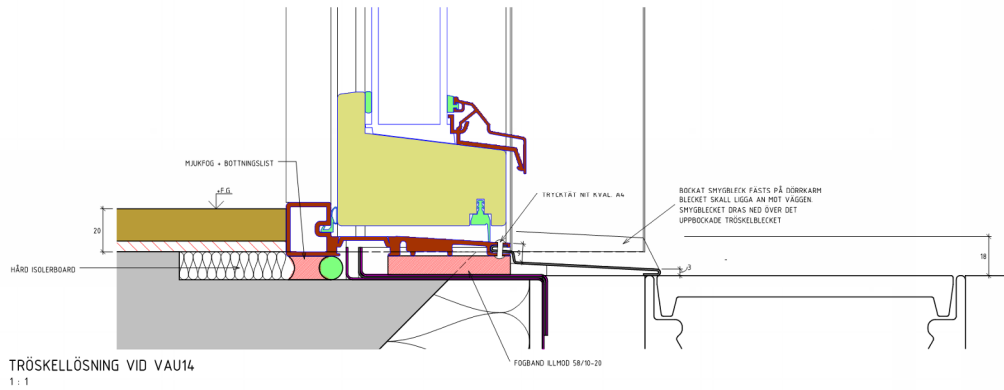 MJUKFOG + BOTTNINGSLIST
+F.G.
20
HÅRD ISOLERBOARD
TRYCKTÄT NIT KVAL. A4
5
BOCKAT SMYGBLECK FÄSTS PÅ DÖRRKARM
BLECKET SKALL LIGGA AN MOT VÄGGEN.
SMYGBLECKET DRAS NED ÖVER DET
UPPBOCKADE TRÖSKELBLECKET
3
18
FOGBAND ILLMOD 58/10-20
TRÖSKELLÖSNING VID VAU14
1 : 1